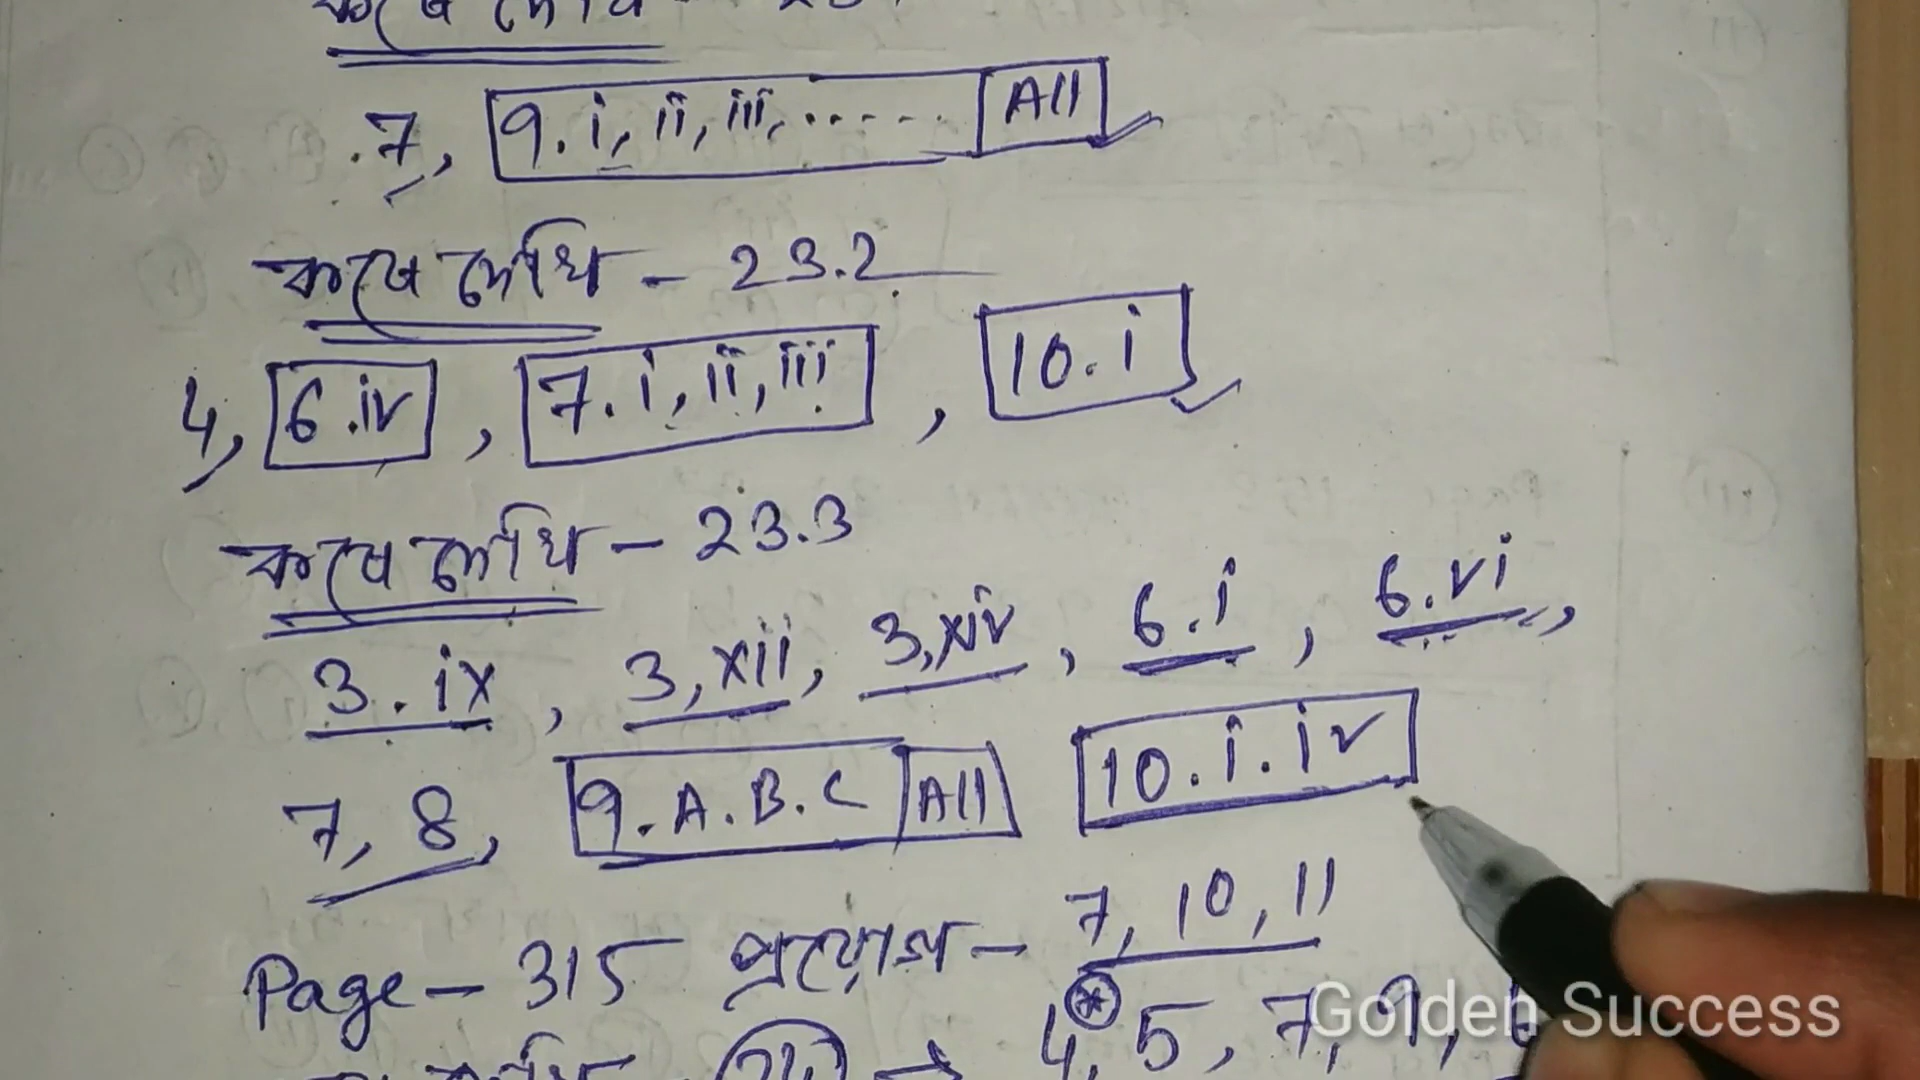 কষে দেখি
7, 9.i, ii, iii, ..... All
কষে দেখি - 23.2
4, 6.iv, 7.i, ii, iii, 10.i
কষে দেখি - 23.3
3.ix, 3,xii, 3,xiv, 6.i, 6.vi,
7, 8, 9.A.B.C All 10.i.iv
Page - 315 প্রয়োগ - 7, 10, 11
4, 5, 7, 9,
Golden Success